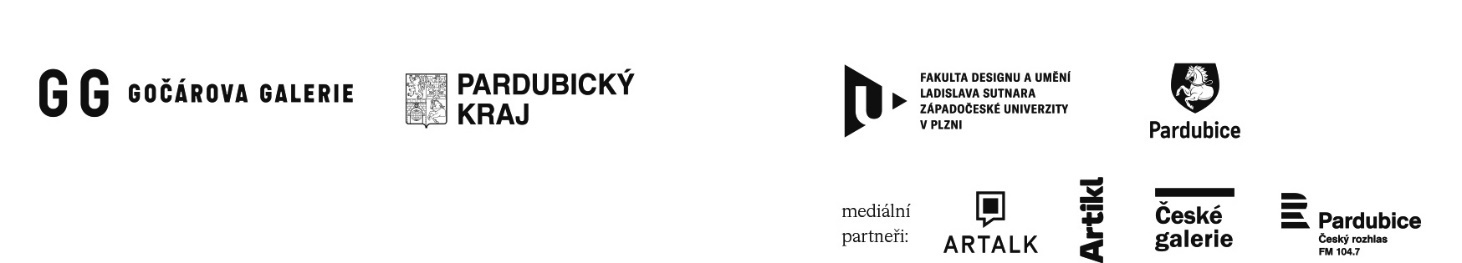 GG GOČÁROVA GALERIE
PARDUBICKÝ
KRAJ
FAKULTA DESIGNU A UMĚNÍ
LADISLAVA SUTNARA
ZÁPADOČESKÉ UNIVERZITY
V PLZNI
Pardubice
mediální
partneři:
ARTALK
Artikl
České
galerie
Pardubice
Český rozhlas
FM 104.7